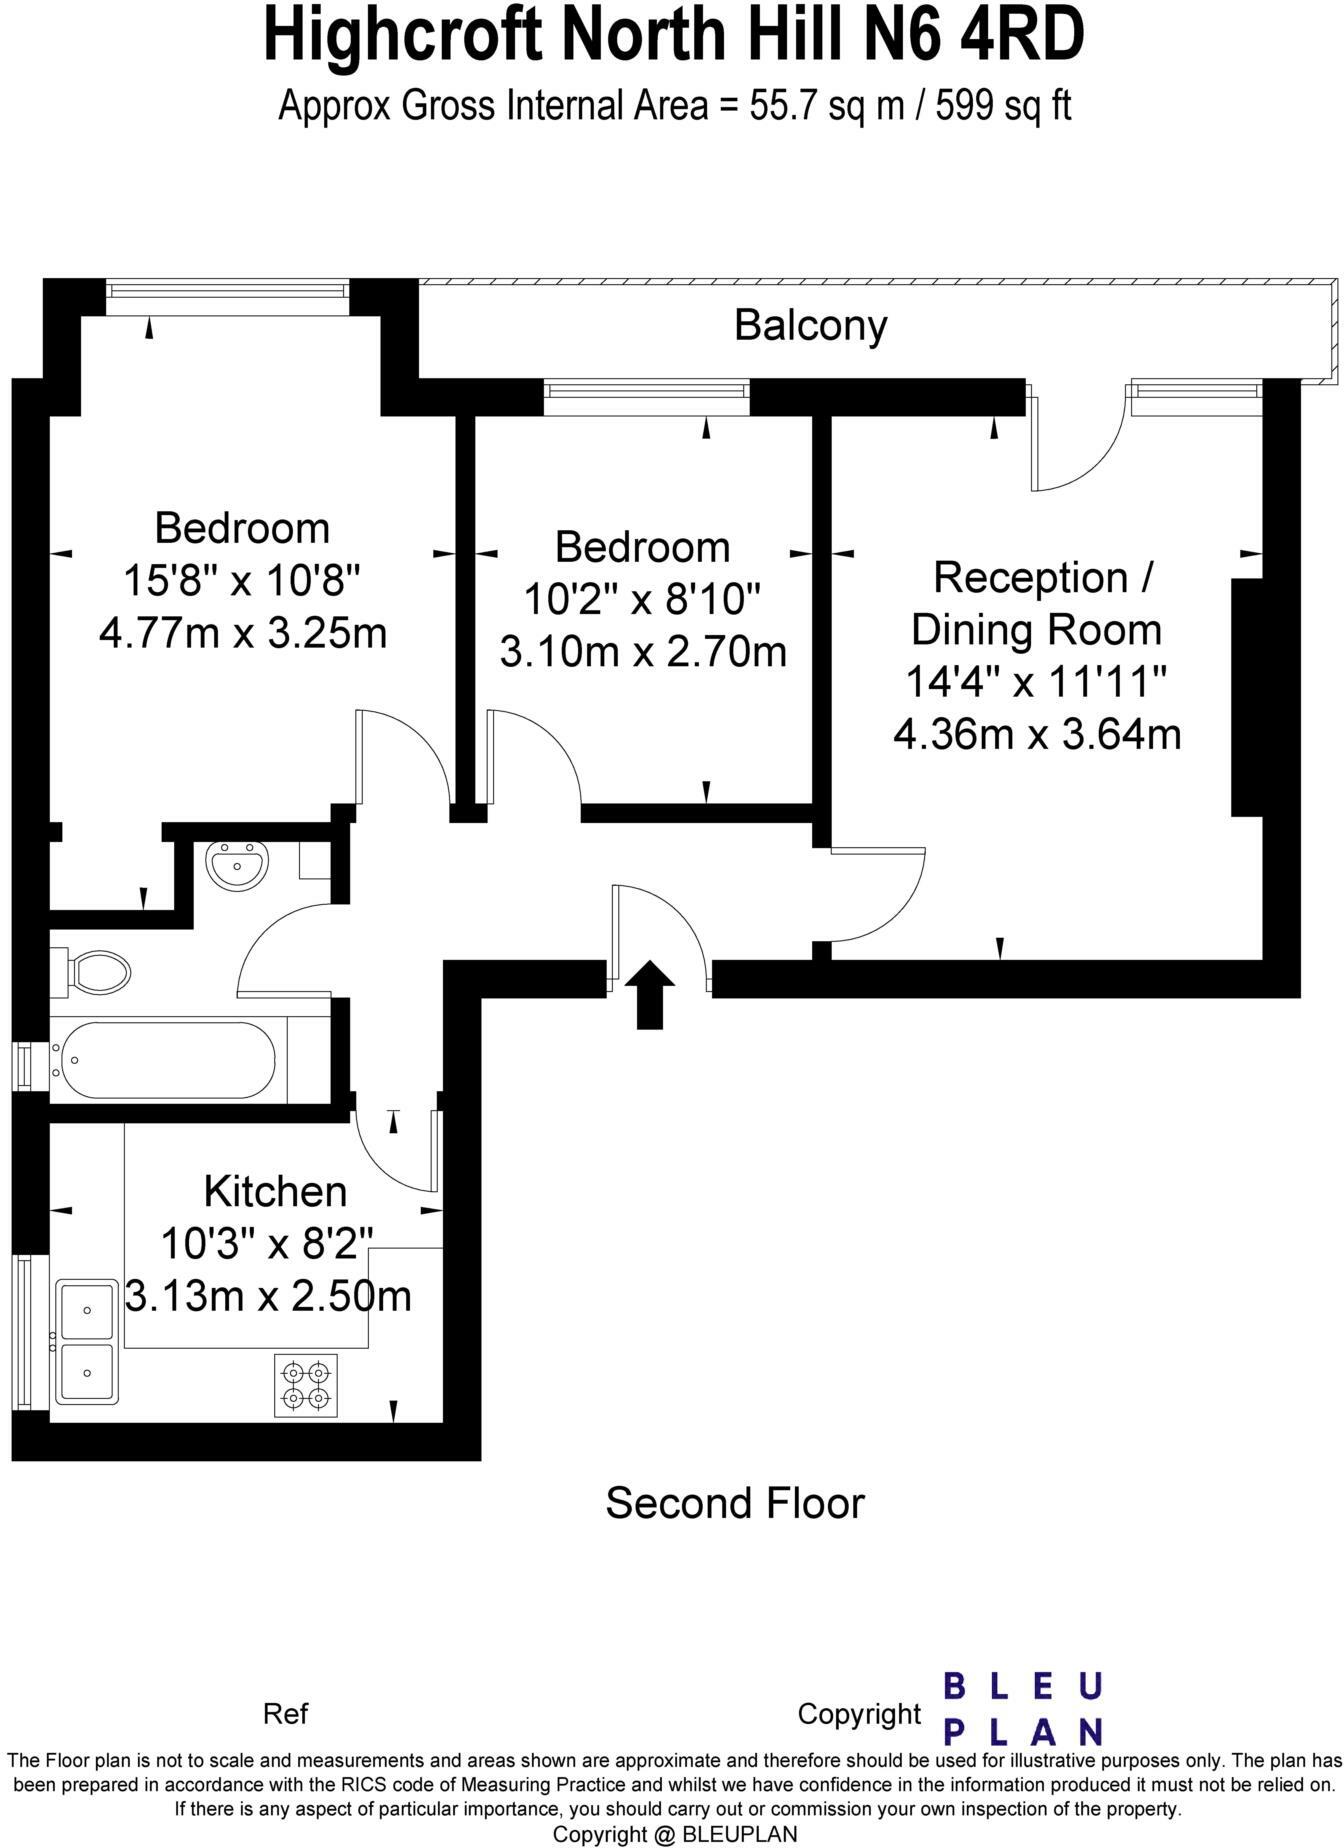 Highcroft North Hill N6 4RD
Approx Gross Internal Area = 55.7 sq m / 599 sq ft
Balcony
Bedroom
15'8" x 10'8"
4.77m x 3.25m
Bedroom
10'2" x 8'10"
3.10m x 2.70m
Reception /
Dining Room
14'4" x 11'11"
4.36m x 3.64m
Kitchen
10'3" x 8'2"
3.13m x 2.50m
Second Floor
Ref
Copyright
BLEU
PLAN
The Floor plan is not to scale and measurements and areas shown are approximate and therefore should be used for illustrative purposes only. The plan has
been prepared in accordance with the RICS code of Measuring Practice and whilst we have confidence in the information produced it must not be relied on.
If there is any aspect of particular importance, you should carry out or commission your own inspection of the property.
Copyright @ BLEUPLAN